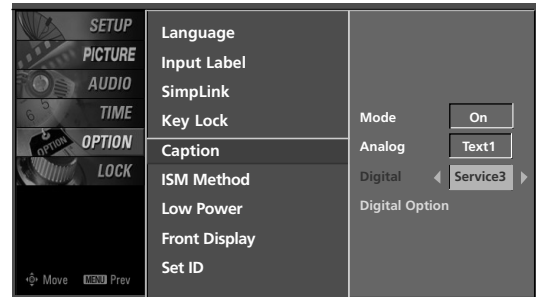 SETUP
PICTURE
AUDIO
TIME
OPTION
LOCK
Move MENU Prev
Language
Input Label
SimpLink
Key Lock
Caption
ISM Method
Low Power
Front Display
Set ID
Mode On
Analog Text1
Digital Service3
Digital Option